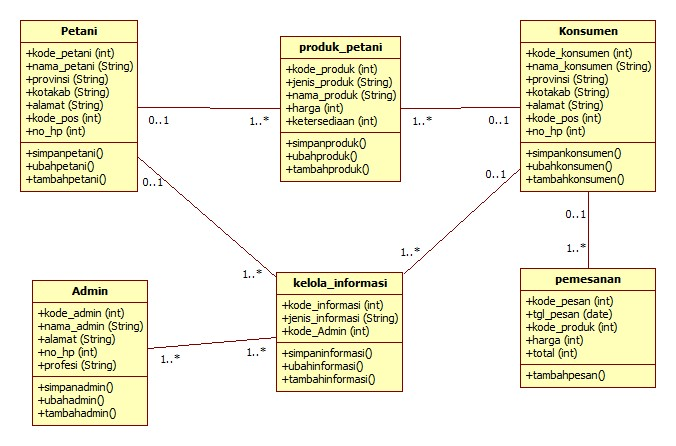 Petani
+kode_petani (int)
+nama_petani (String)
+provinsi (String)
+kotakab (String)
+alamat (String)
+kode_pos (int)
+no_hp (int)
+simpanpetani()
+ubahpetani()
+tambahpetani()
0..1
1..*
produk_petani
+kode_produk (int)
+jenis_produk (String)
+nama_produk (String)
+harga (int)
+ketersediaan (int)
+simpanproduk()
+ubahproduk()
+tambahproduk()
1..*
0..1
Konsumen
+kode_konsumen (int)
+nama_konsumen (String)
+provinsi (String)
+kotakab (String)
+alamat (String)
+kode_pos (int)
+no_hp (int)
+simpankonsumen()
+ubahkonsumen()
+tambahkonsumen()
0..1
0..1
0..1
1..*
1..*
1..*
Admin
+kode_admin (int)
+nama_admin (String)
+alamat (String)
+no_hp (int)
+profesi (String)
+simpanadmin()
+ubahadmin()
+tambahadmin()
1..*
1..*
kelola_informasi
+kode_informasi (int)
+jenis_informasi (String)
+kode_Admin (int)
+simpaninformasi()
+ubahinformasi()
+tambahinformasi()
pemesanan
+kode_pesan (int)
+tgl_pesan (date)
+kode_produk (int)
+harga (int)
+total (int)
+tambahpesan()